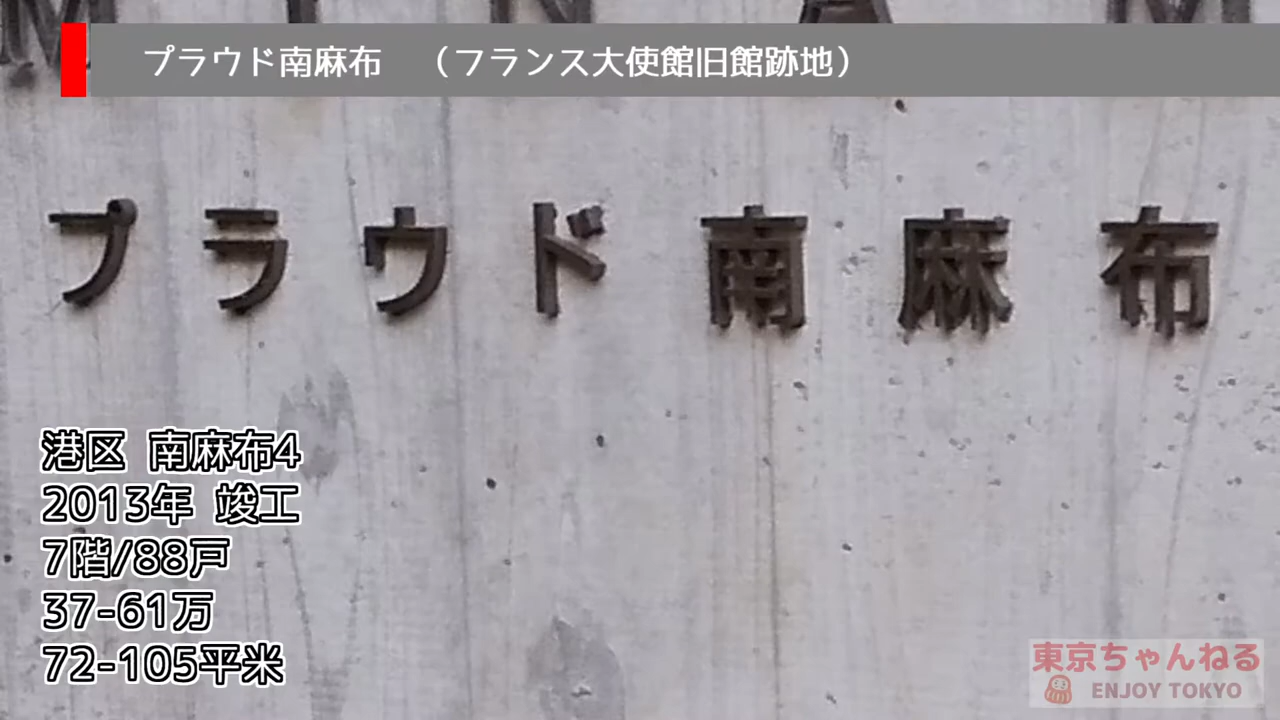 プラウド南麻布 （フランス大使館旧館跡地）
プラウド南麻布
港区 南麻布4
2013年 竣工
7階/88戸
37-61万
72-105平米
東京ちゃんねる
ENJOY TOKYO